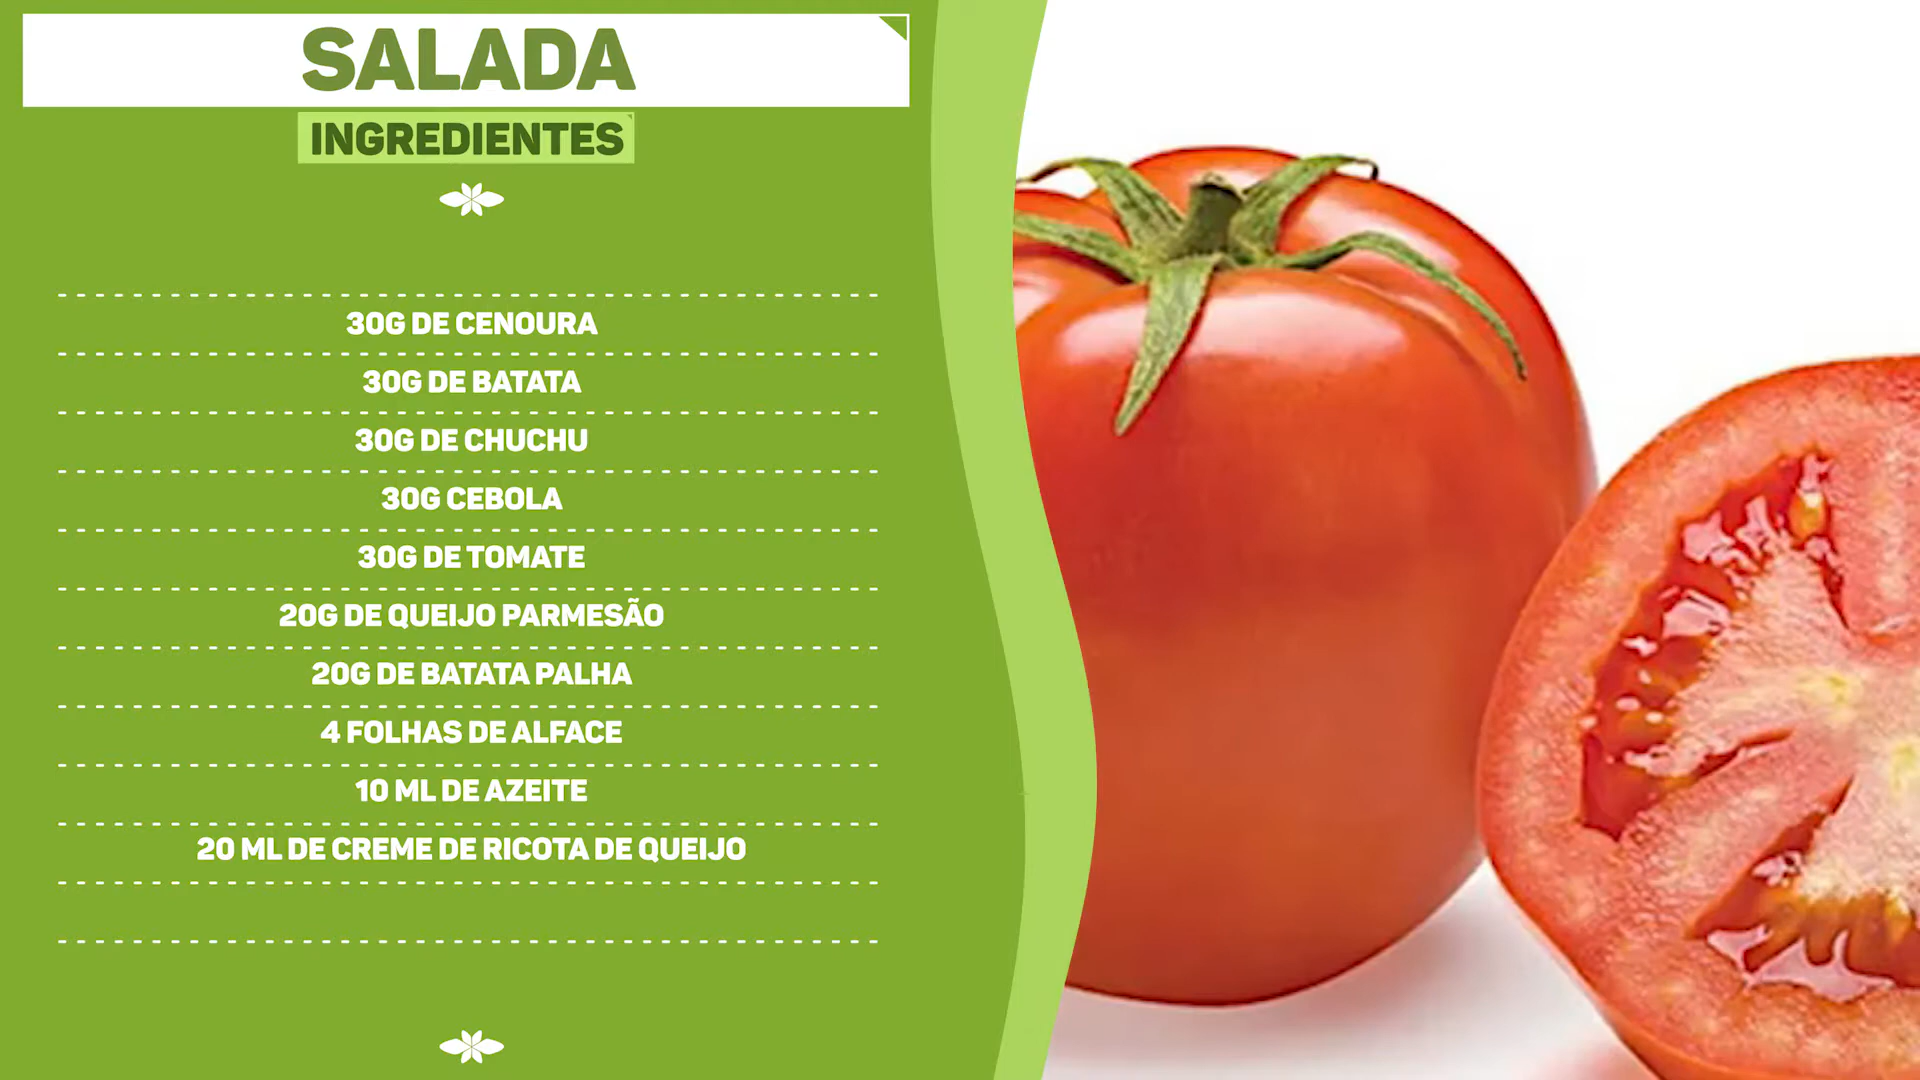 SALADA
INGREDIENTES
30G DE CENOURA
30G DE BATATA
30G DE CHUCHU
30G CEBOLA
30G DE TOMATE
20G DE QUEIJO PARMESÃO
20G DE BATATA PALHA
4 FOLHAS DE ALFACE
10 ML DE AZEITE
20 ML DE CREME DE RICOTA DE QUEIJO